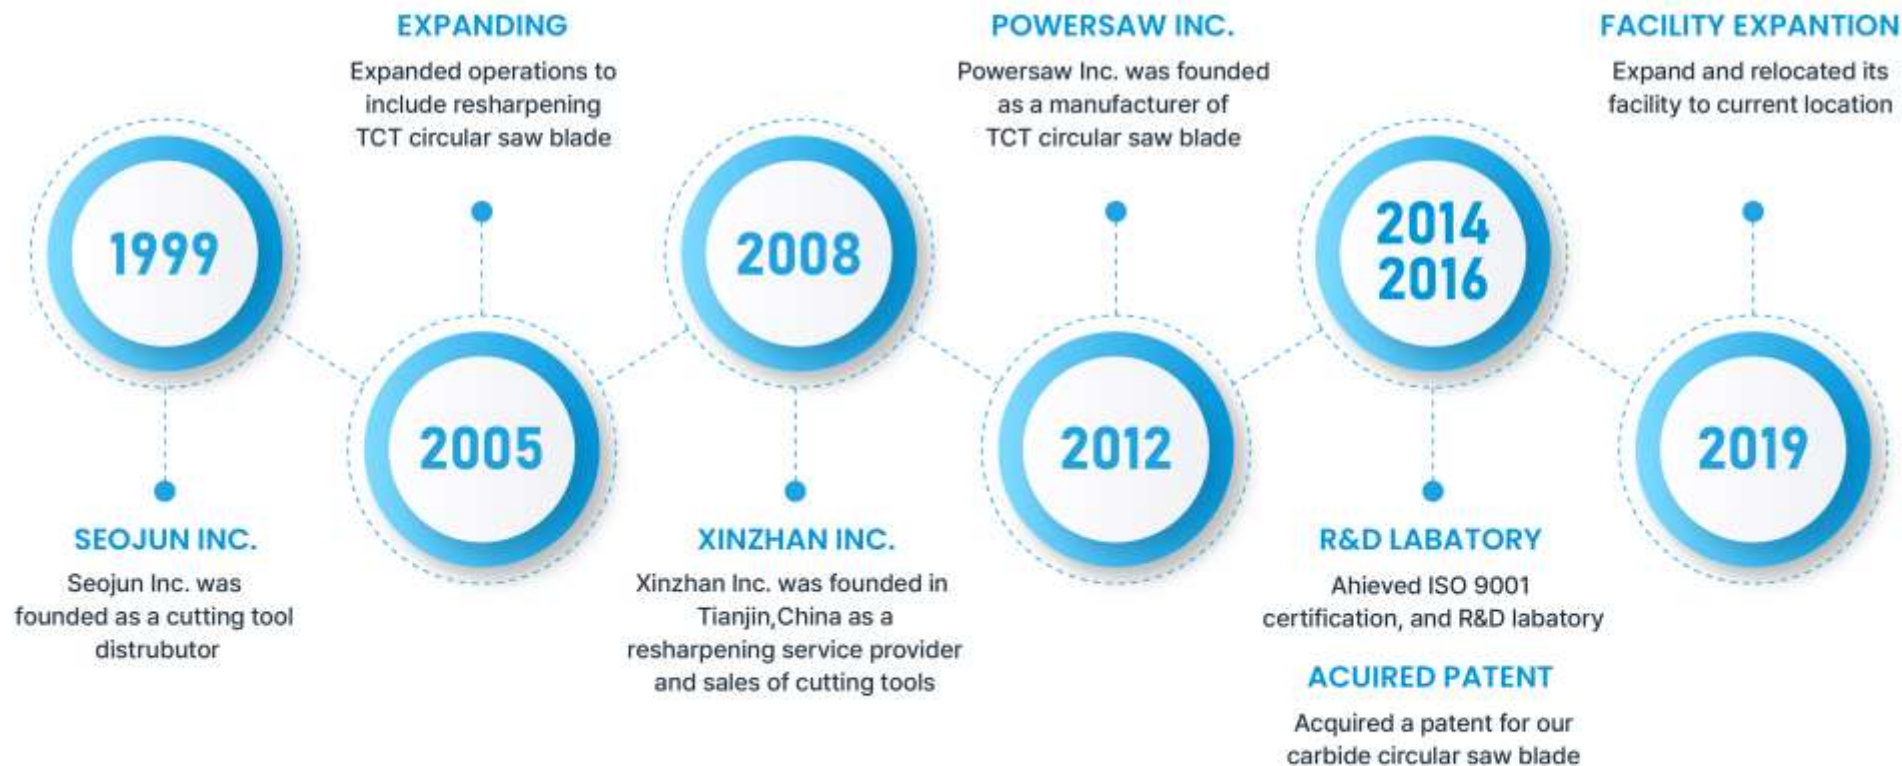 1999
SEOJUN INC.
Seojun Inc. was
founded as a cutting tool
distrubutor
EXPANDING
Expanded operations to
include resharpening
TCT circular saw blade
2005
2008
XINZHAN INC.
Xinzhan Inc. was founded in
Tianjin,China as a
resharpening service provider
and sales of cutting tools
POWERSAW INC.
Powersaw Inc. was founded
as a manufacturer of
TCT circular saw blade
2012
2014
2016
R&D LABATORY
Ahieved ISO 9001
certification, and R&D labatory
ACUIRED PATENT
Acquired a patent for our
carbide circular saw blade
FACILITY EXPANTION
Expand and relocated its
facility to current location
2019